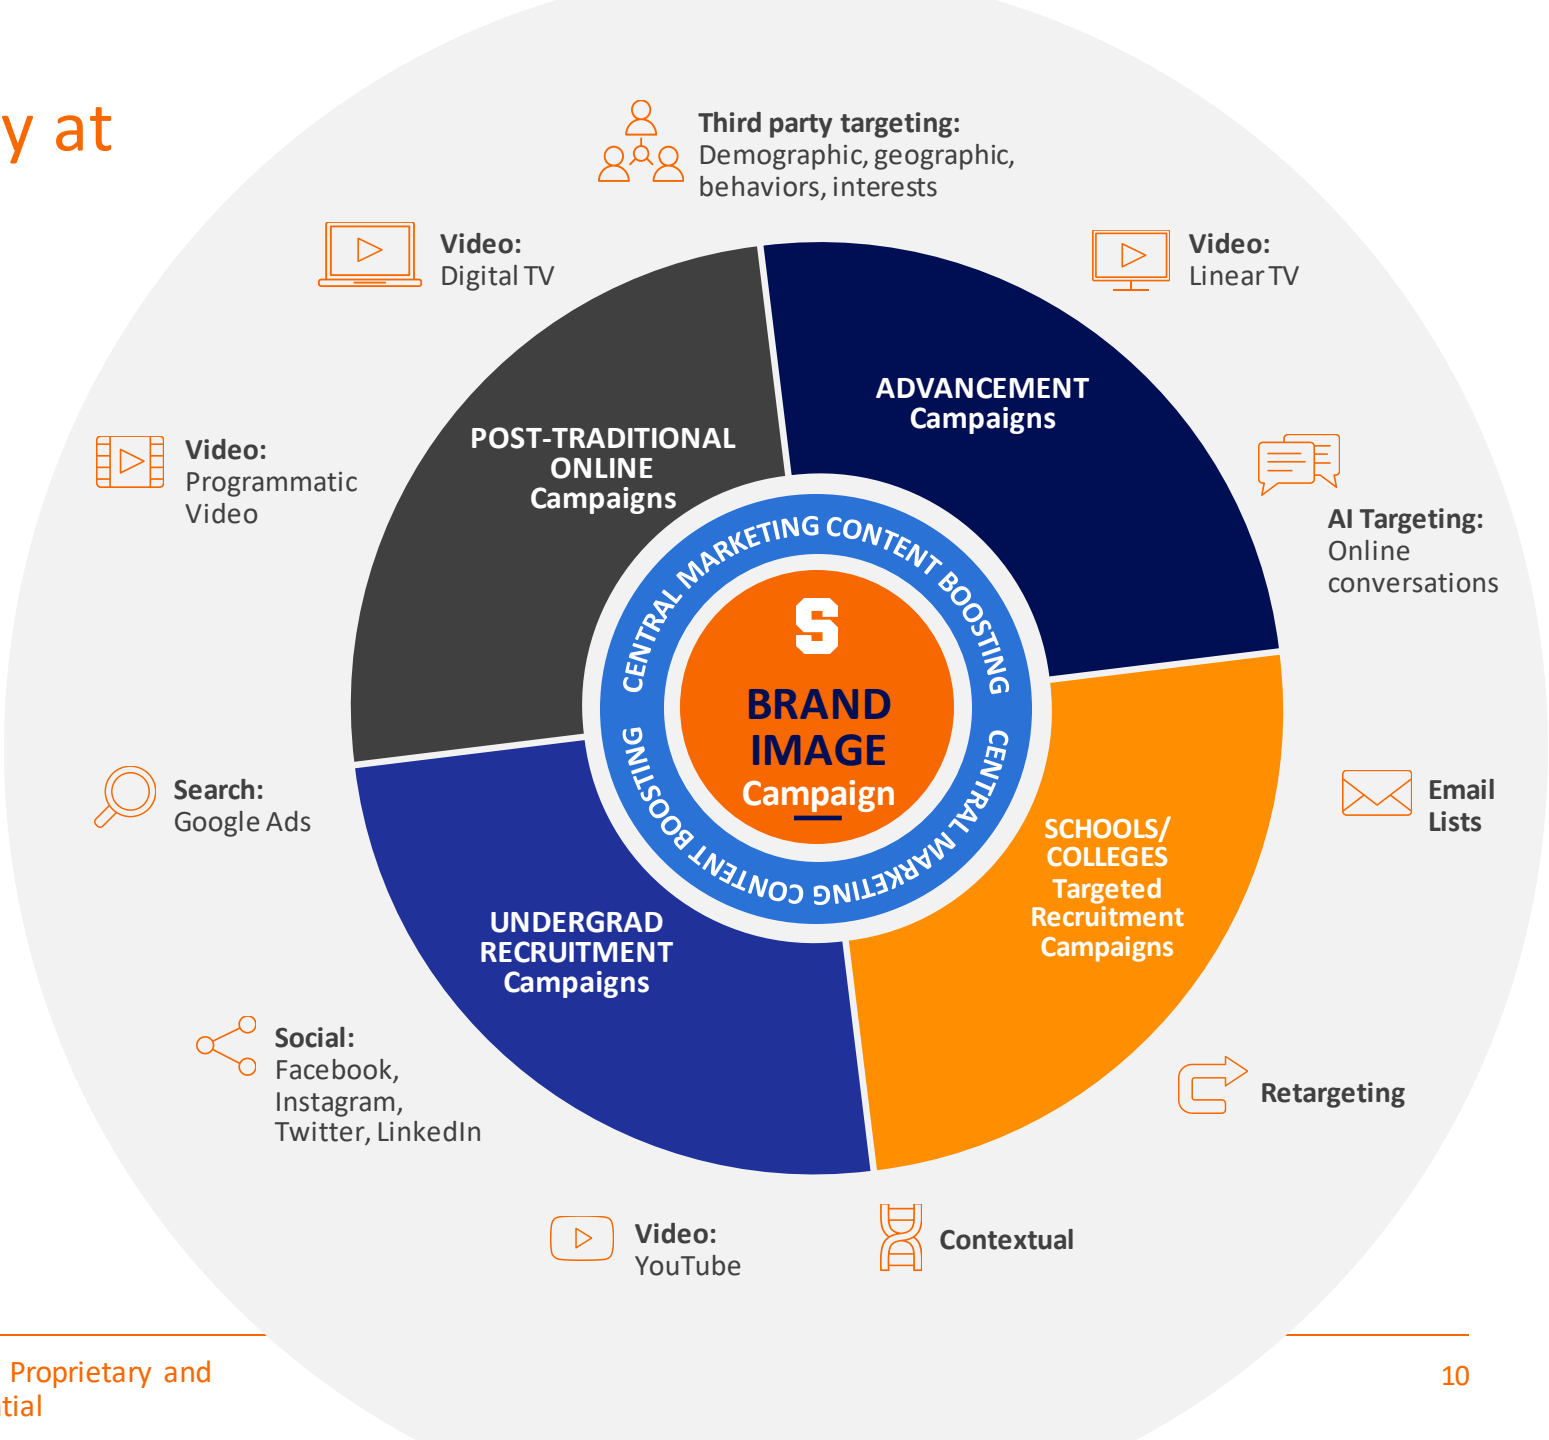 y at
Third party targeting:
Demographic, geographic,
behaviors, interests
Video:
Digital TV
Video:
Linear TV
ADVANCEMENT
Campaigns
POST-TRADITIONAL
ONLINE
Campaigns
Video:
Programmatic
Video
AI Targeting:
Online
conversations
CENTRAL MARKETING CONTENT BOOSTING
CENTRAL MARKETING CONTENT BOOSTING
S
BRAND
IMAGE
Campaign
Search:
Google Ads
Email
Lists
SCHOOLS/
COLLEGES
Targeted
Recruitment
Campaigns
UNDERGRAD
RECRUITMENT
Campaigns
Social:
Facebook,
Instagram,
Twitter, LinkedIn
Retargeting
Video:
YouTube
Contextual
Proprietary and
tial
10